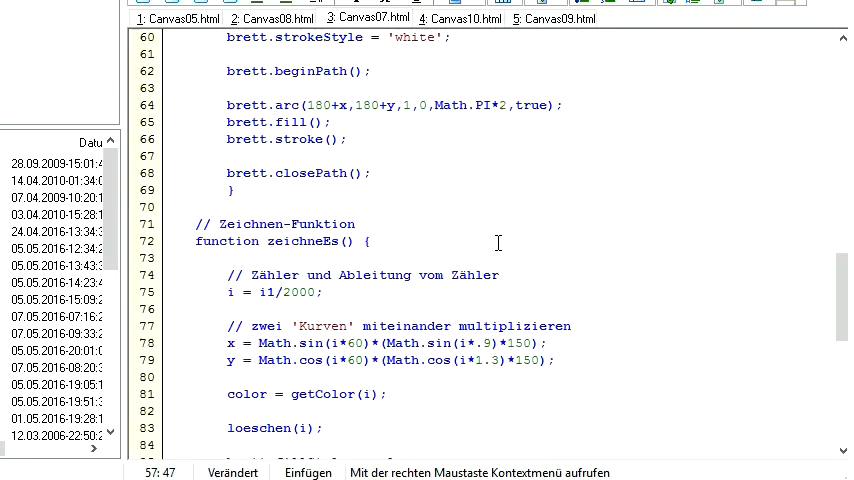 1: Canvas05.html 2: Canvas08.html 3: Canvas07.html 4: Canvas10.html 5: Canvas09.html
60 brett.strokeStyle = 'white';
61
62 brett.beginPath();
63
64 brett.arc(180+x,180+y,1,0,Math.PI*2,true);
65 brett.fill();
66 brett.stroke();
67
68 brett.closePath();
69 }
70
71 // Zeichnen-Funktion
72 function zeichneEs() {
73
74 // Zähler und Ableitung vom Zähler
75 i = i1/2000;
76
77 // zwei 'Kurven' miteinander multiplizieren
78 x = Math.sin(i*60)*(Math.sin(i*.9)*150);
79 y = Math.cos(i*60)*(Math.cos(i*1.3)*150);
80
81 color = getColor(i);
82
83 loeschen(i);
84
Datu
28.09.2009-15:01:4
14.04.2010-01:34:0
07.04.2009-10:20:1
03.04.2010-15:28:1
24.04.2016-13:34:3
05.05.2016-12:34:2
05.05.2016-13:43:3
05.05.2016-14:23:4
05.05.2016-15:09:2
07.05.2016-07:16:2
07.05.2016-09:33:2
05.05.2016-20:01:0
07.05.2016-08:20:3
05.05.2016-19:05:1
05.05.2016-19:51:3
01.05.2016-19:28:1
12.03.2006-22:50:2
57: 47 Verändert Einfügen Mit der rechten Maustaste Kontextmenü aufrufen